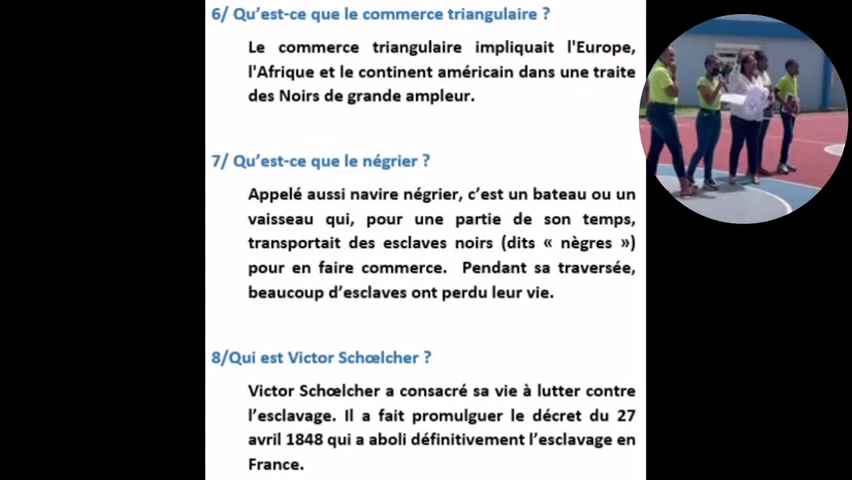 6/ Qu’est-ce que le commerce triangulaire ?
Le commerce triangulaire impliquait l'Europe,
l'Afrique et le continent américain dans une traite
des Noirs de grande ampleur.
7/ Qu’est-ce que le négrier ?
Appelé aussi navire négrier, c’est un bateau ou un
vaisseau qui, pour une partie de son temps,
transportait des esclaves noirs (dits « nègres »)
pour en faire commerce. Pendant sa traversée,
beaucoup d’esclaves ont perdu leur vie.
8/Qui est Victor Schœlcher ?
Victor Schœlcher a consacré sa vie à lutter contre
l’esclavage. Il a fait promulguer le décret du 27
avril 1848 qui a aboli définitivement l’esclavage en
France.